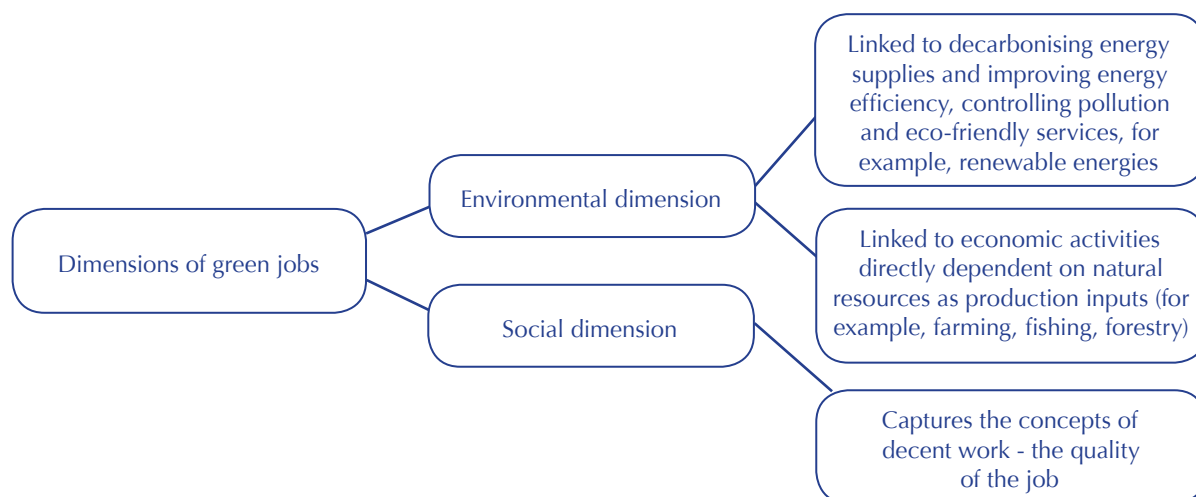 Dimensions of green jobs
Environmental dimension
Linked to decarbonising energy
supplies and improving energy
efficiency, controlling pollution
and eco-friendly services, for
example, renewable energies
Linked to economic activities
directly dependent on natural
resources as production inputs (for
example, farming, fishing, forestry)
Social dimension
Captures the concepts of
decent work - the quality
of the job